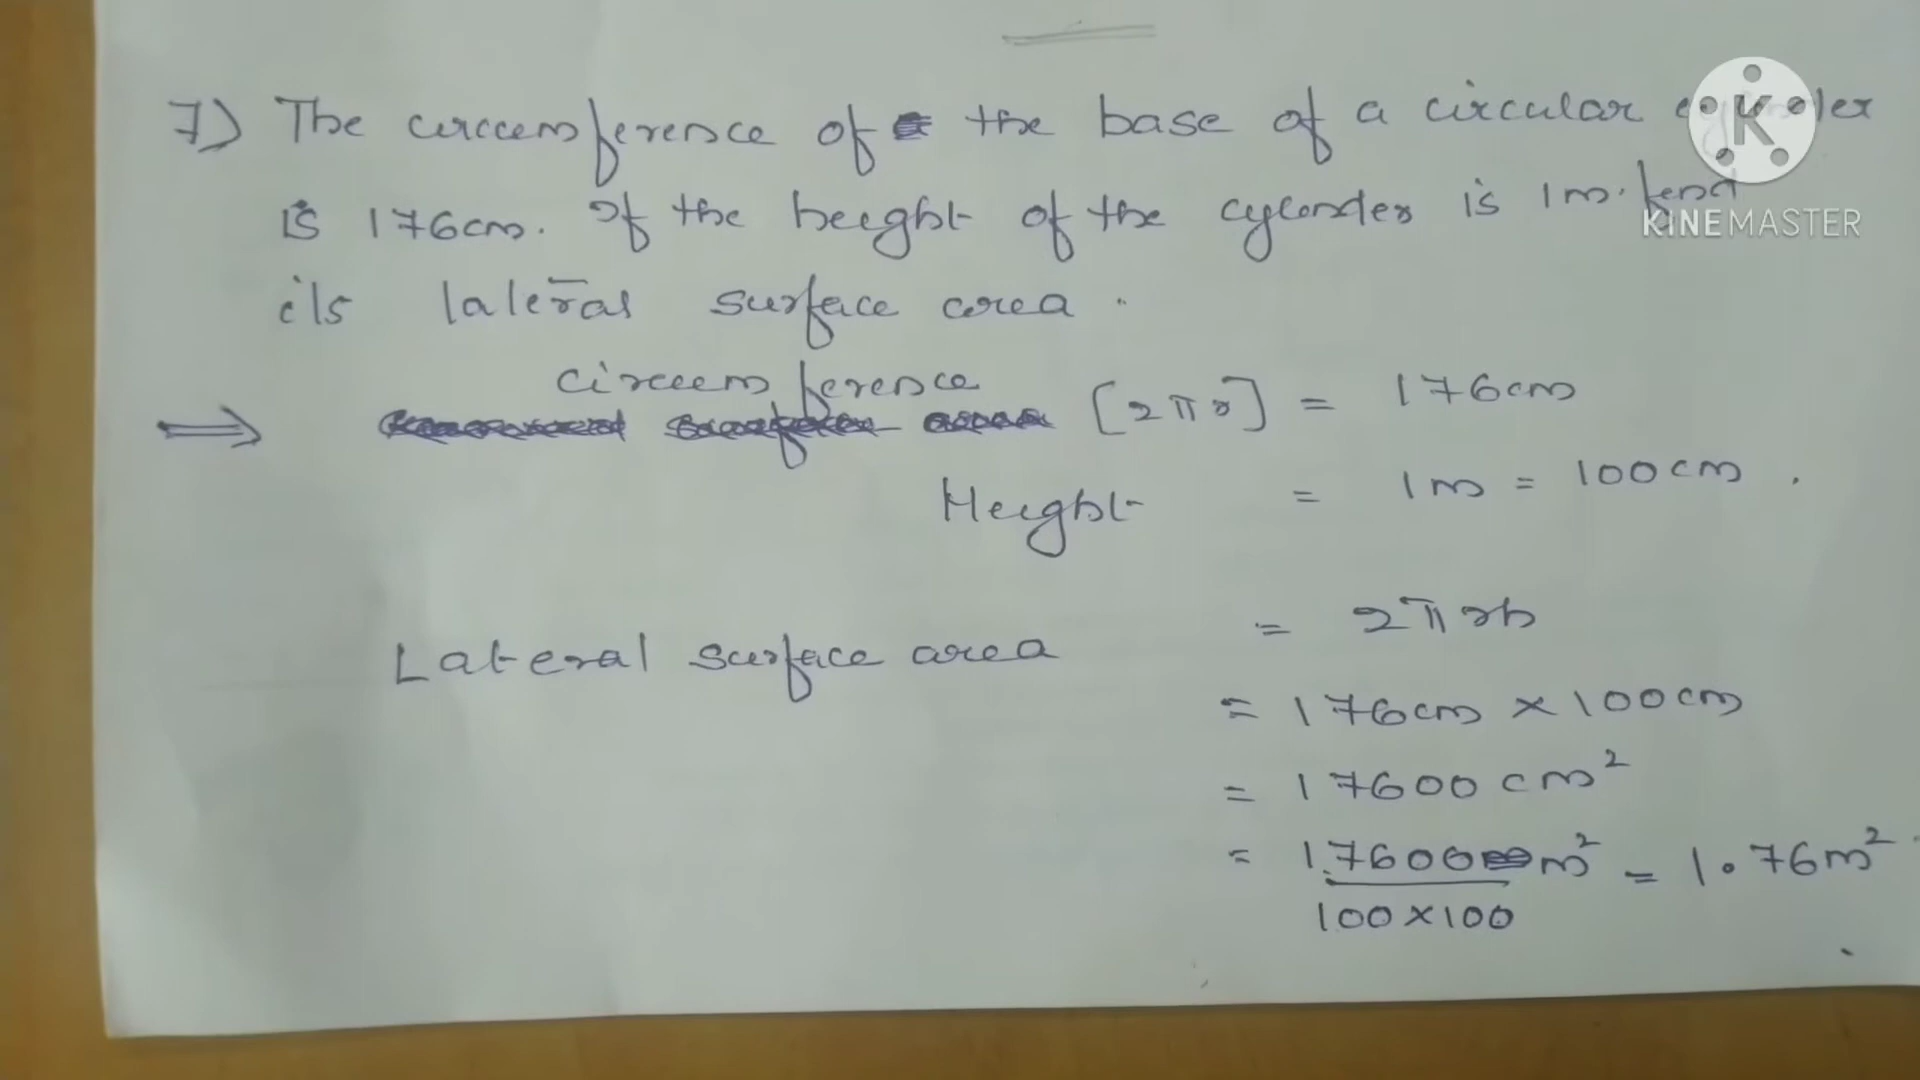 7) The circumference of the base of a circular cylinder
is 176cm. If the height of the cylinder is 1m. find
its lateral surface area.
circumference
⇒ [2πr] = 176cm
Height = 1m = 100cm.
Lateral surface area = 2πrh
= 176cm × 100cm
= 17600 cm²
= 17600 m² = 1.76m²
100×100
K
KINEMASTER